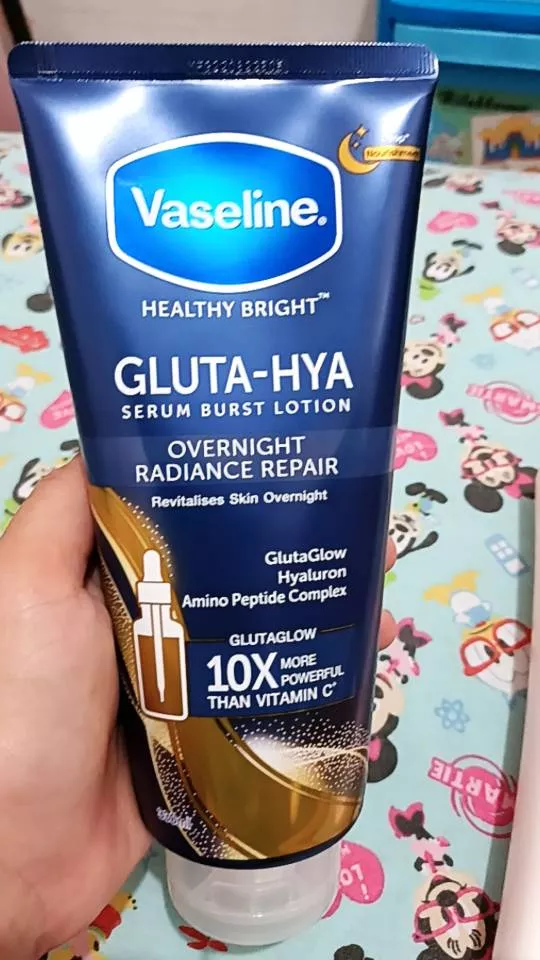 Vaseline.
HEALTHY BRIGHT™
GLUTA-HYA
SERUM BURST LOTION
OVERNIGHT
RADIANCE REPAIR
Revitalises Skin Overnight
GlutaGlow
Hyaluron
Amino Peptide Complex
GLUTAGLOW
10X MORE
POWERFUL
THAN VITAMIN C*